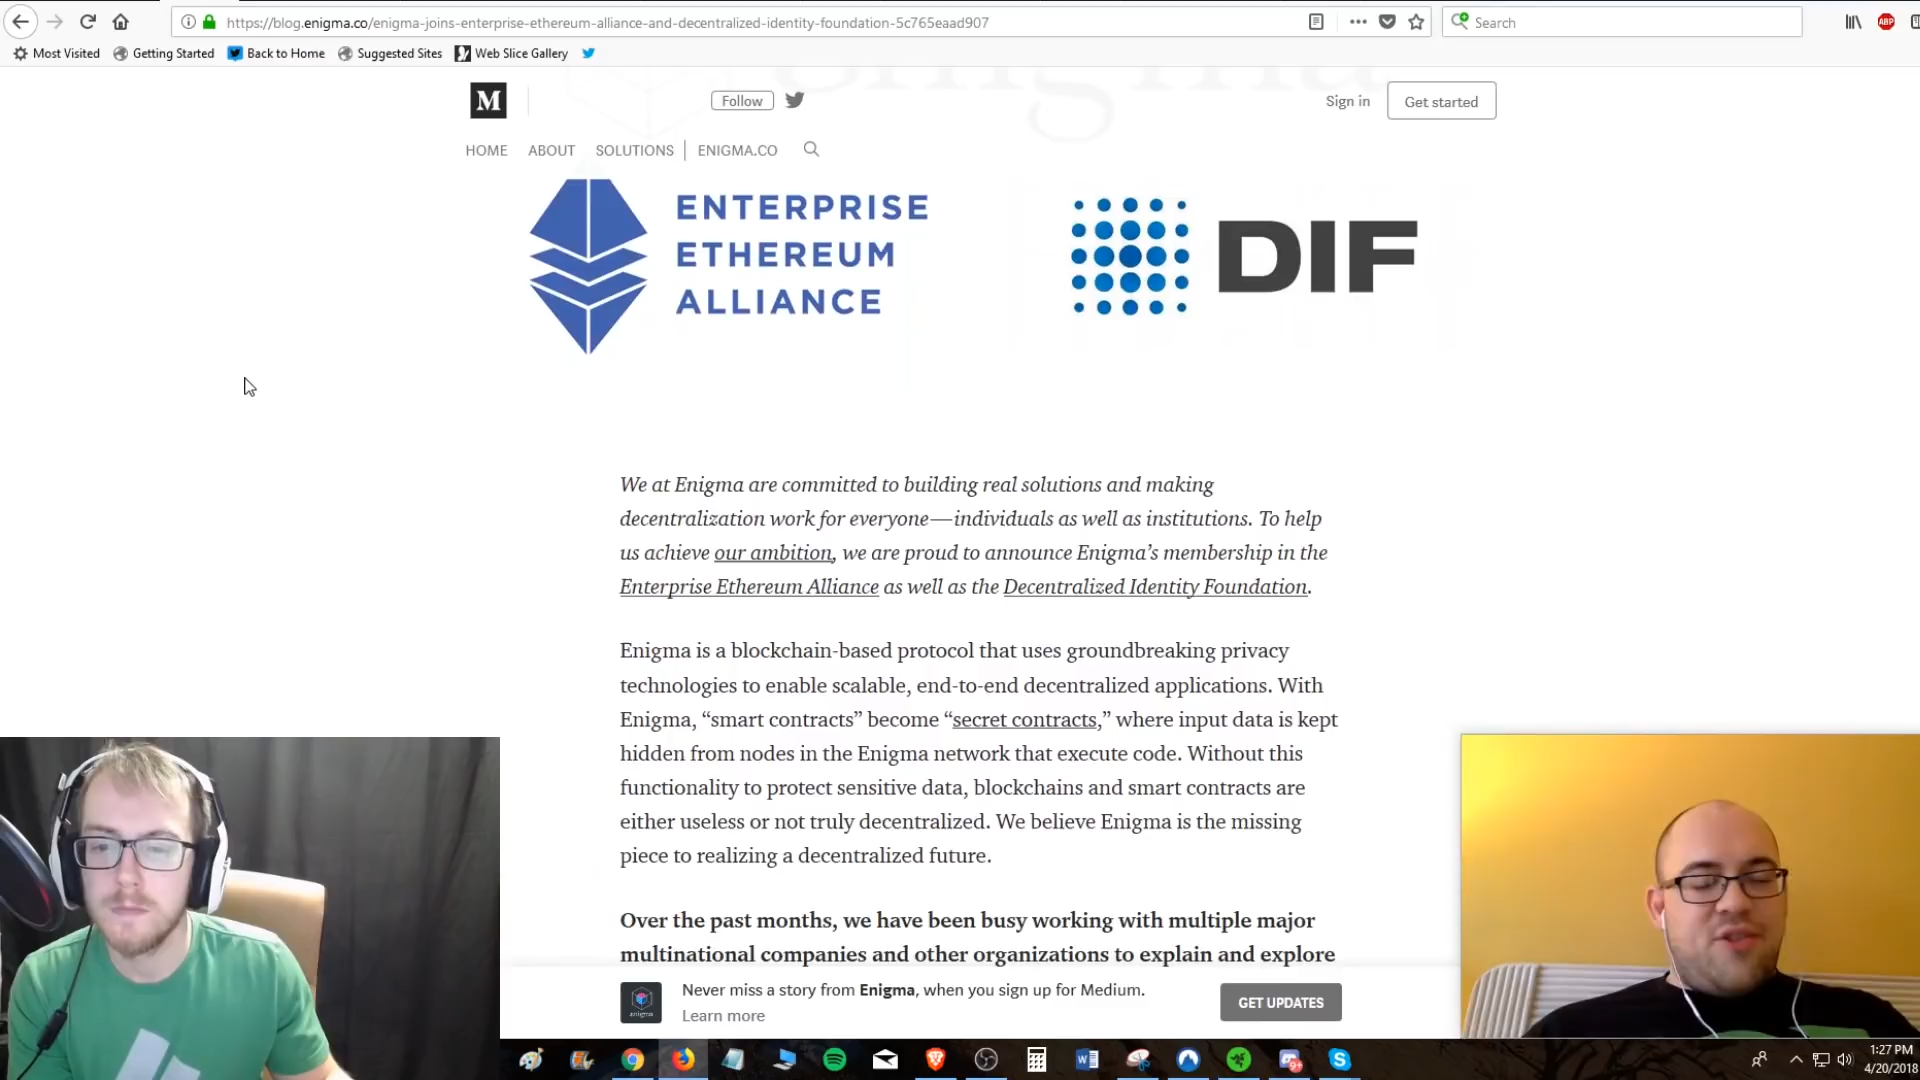 https://blog.enigma.co/enigma-joins-enterprise-ethereum-alliance-and-decentralized-identity-foundation-5c765eaad907
Search
ABP
Most Visited
Getting Started
Back to Home
Suggested Sites
Web Slice Gallery
M
Follow
Sign in
Get started
HOME
ABOUT
SOLUTIONS
ENIGMA.CO
ENTERPRISE
ETHEREUM
ALLIANCE
DIF
We at Enigma are committed to building real solutions and making
decentralization work for everyone—individuals as well as institutions. To help
us achieve our ambition, we are proud to announce Enigma’s membership in the
Enterprise Ethereum Alliance as well as the Decentralized Identity Foundation.
Enigma is a blockchain-based protocol that uses groundbreaking privacy
technologies to enable scalable, end-to-end decentralized applications. With
Enigma, “smart contracts” become “secret contracts,” where input data is kept
hidden from nodes in the Enigma network that execute code. Without this
functionality to protect sensitive data, blockchains and smart contracts are
either useless or not truly decentralized. We believe Enigma is the missing
piece to realizing a decentralized future.
Over the past months, we have been busy working with multiple major
multinational companies and other organizations to explain and explore
enigma
Never miss a story from Enigma, when you sign up for Medium.
Learn more
GET UPDATES
1:27 PM
4/20/2018